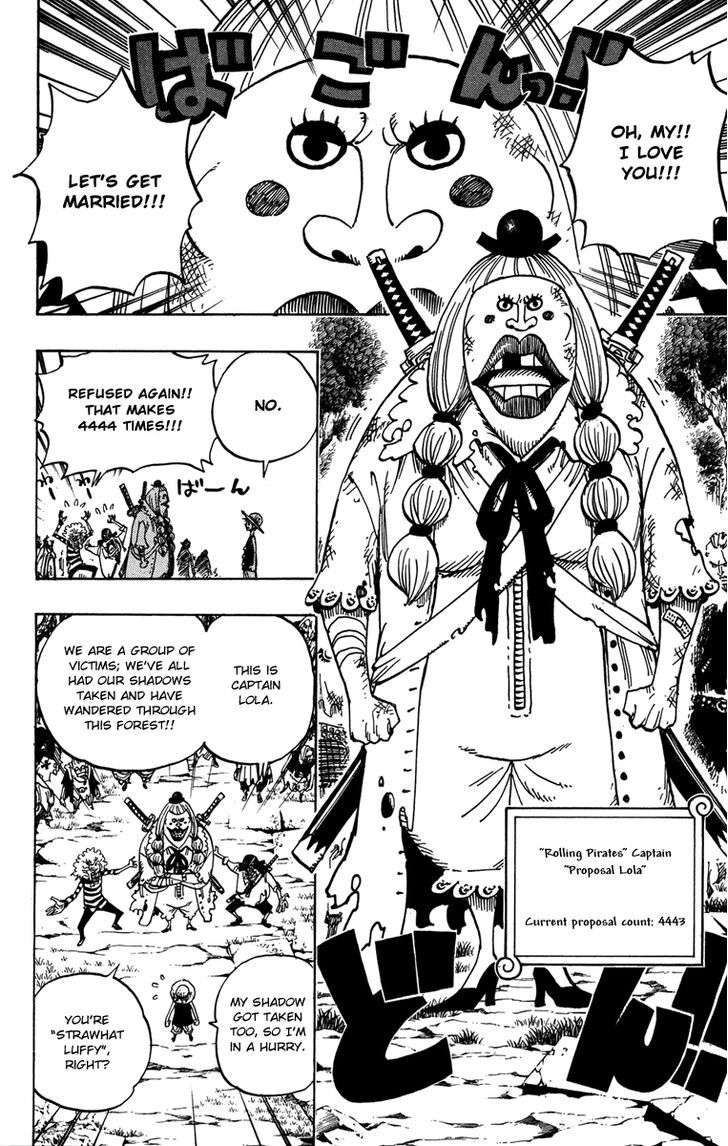 ばごんっ!!
OH, MY!!
I LOVE
YOU!!!
LET'S GET
MARRIED!!!
"Rolling Pirates" Captain
"Proposal Lola"
Current proposal count: 4443
どんっ!!
NO.
REFUSED AGAIN!!
THAT MAKES
4444 TIMES!!!
ばーん
THIS IS
CAPTAIN
LOLA.
WE ARE A GROUP OF
VICTIMS; WE'VE ALL
HAD OUR SHADOWS
TAKEN AND HAVE
WANDERED THROUGH
THIS FOREST!!
MY SHADOW
GOT TAKEN
TOO, SO I'M
IN A HURRY.
YOU'RE
"STRAWHAT
LUFFY",
RIGHT?